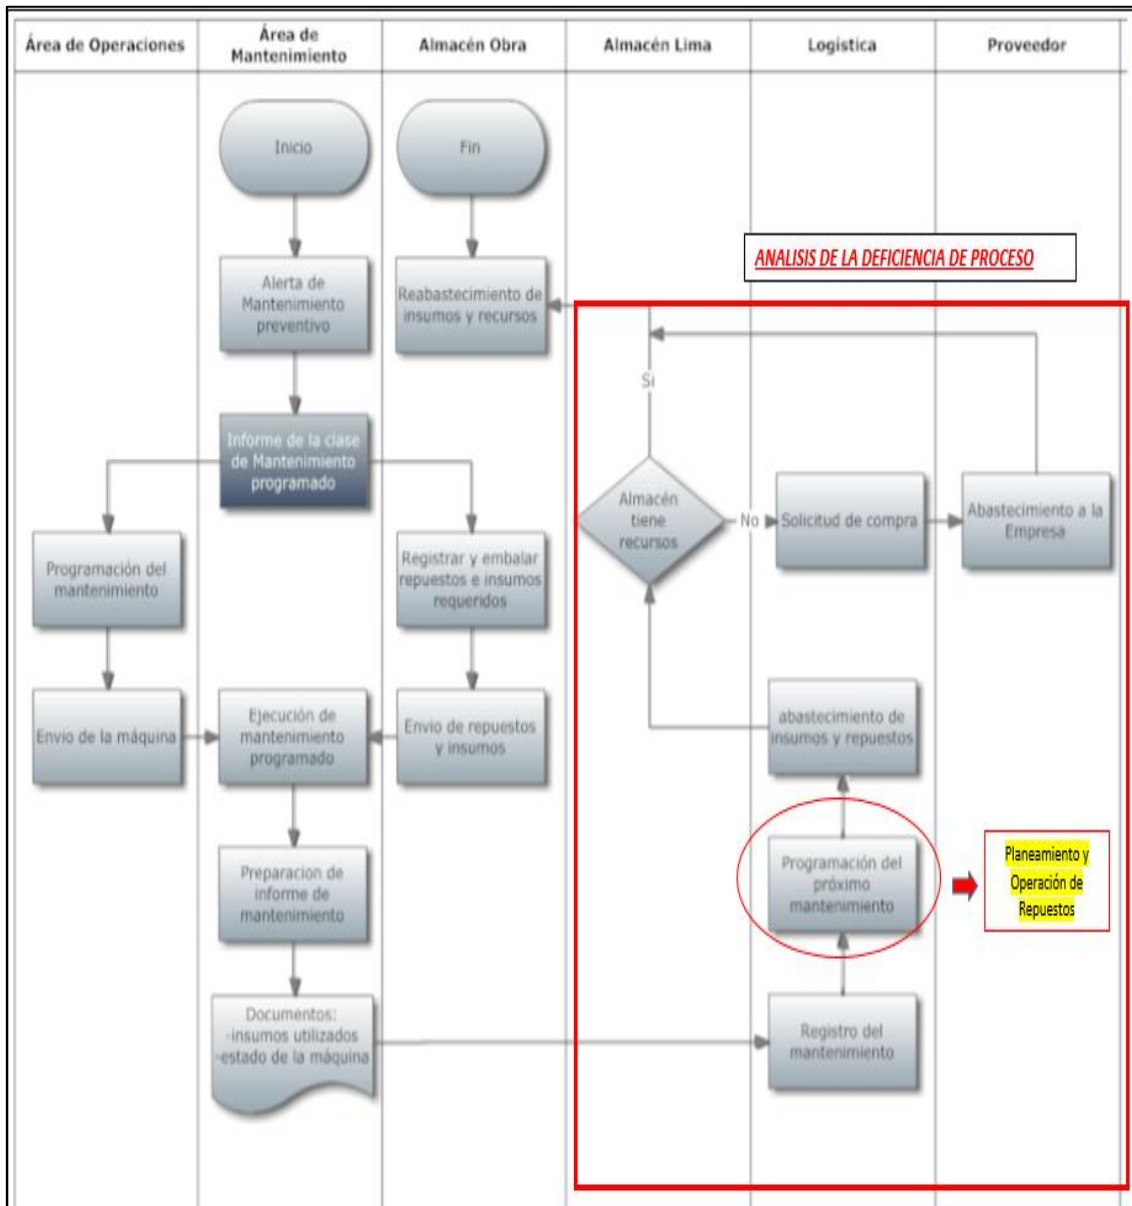 Área de Operaciones
Área de
Mantenimiento
Almacén Obra
Almacén Lima
Logística
Proveedor
Inicio
Fin
ANALISIS DE LA DEFICIENCIA DE PROCESO
Alerta de
Mantenimiento
preventivo
Reabastecimiento de
insumos y recursos
Si
Informe de la clase
de Mantenimiento
programado
Almacén
tiene
recursos
No
Solicitud de compra
Abastecimiento a la
Empresa
Programación del
mantenimiento
Registrar y embalar
repuestos e insumos
requeridos
Envio de la máquina
Ejecución de
mantenimiento
programado
Envio de repuestos
y insumos
abastecimiento de
insumos y repuestos
Preparacion de
informe de
mantenimiento
Programación del
próximo
mantenimiento
Planeamiento y
Operación de
Repuestos
Documentos:
-insumos utilizados
-estado de la máquina
Registro del
mantenimiento